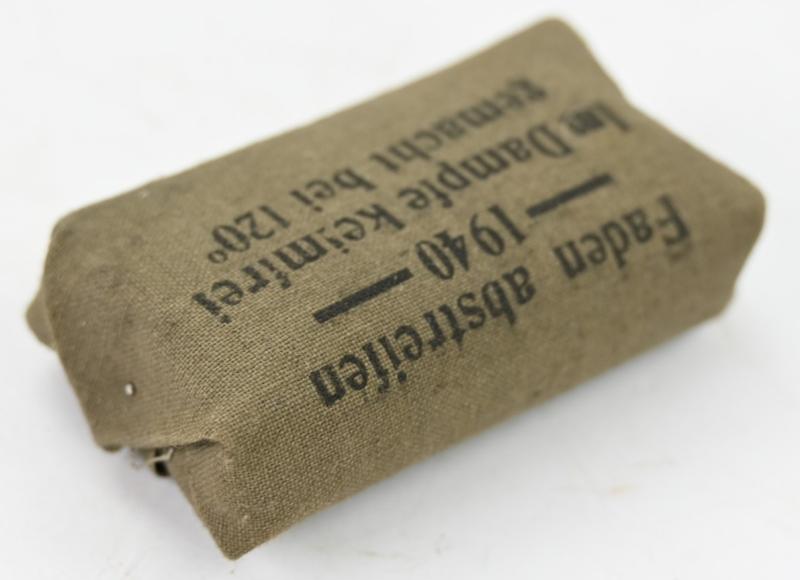 Faden abstreifen
— 1940 —
Im Dampfe keimfrei
gemacht bei 120°